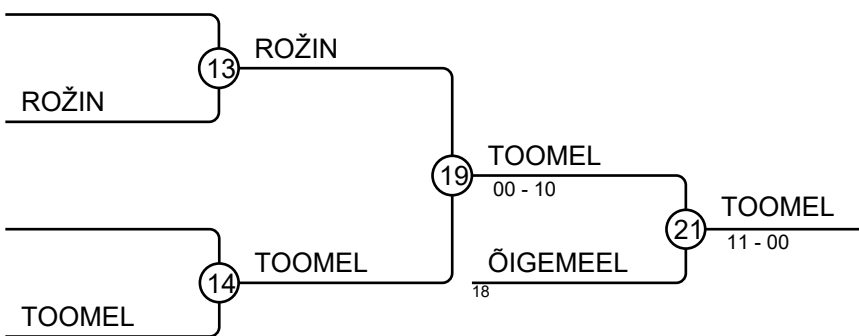 ROŽIN
13
ROŽIN
19
TOOMEL
00 - 10
21
TOOMEL
11 - 00
14
TOOMEL
ÕIGEMEEL
18
TOOMEL